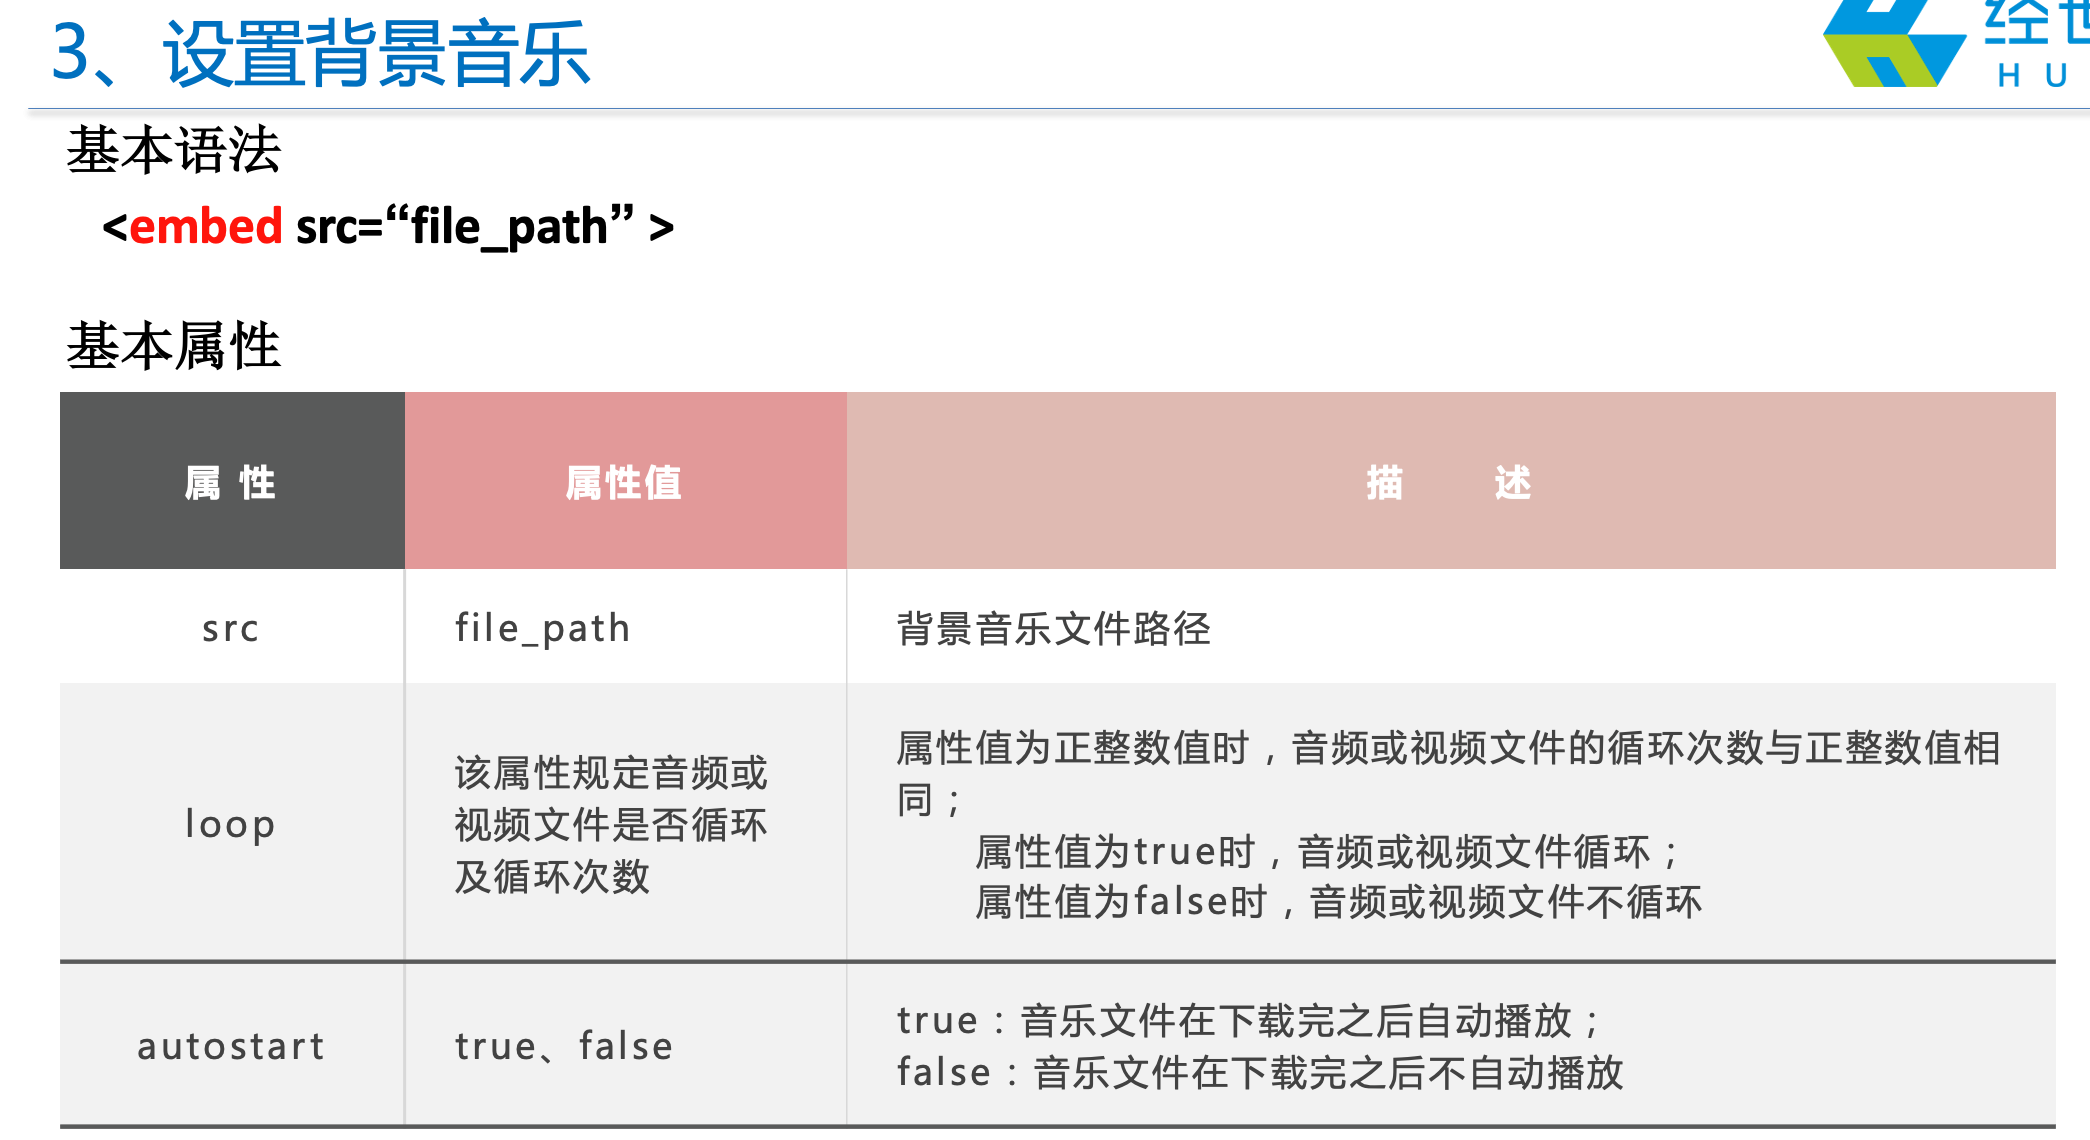 3、设置背景音乐
经世
HU
基本语法
<embed src=“file_path” >
基本属性
属 性
属性值
描 述
src
file_path
背景音乐文件路径
loop
该属性规定音频或
视频文件是否循环
及循环次数
属性值为正整数值时，音频或视频文件的循环次数与正整数值相
同；
属性值为true时，音频或视频文件循环；
属性值为false时，音频或视频文件不循环
autostart
true、false
true：音乐文件在下载完之后自动播放；
false：音乐文件在下载完之后不自动播放